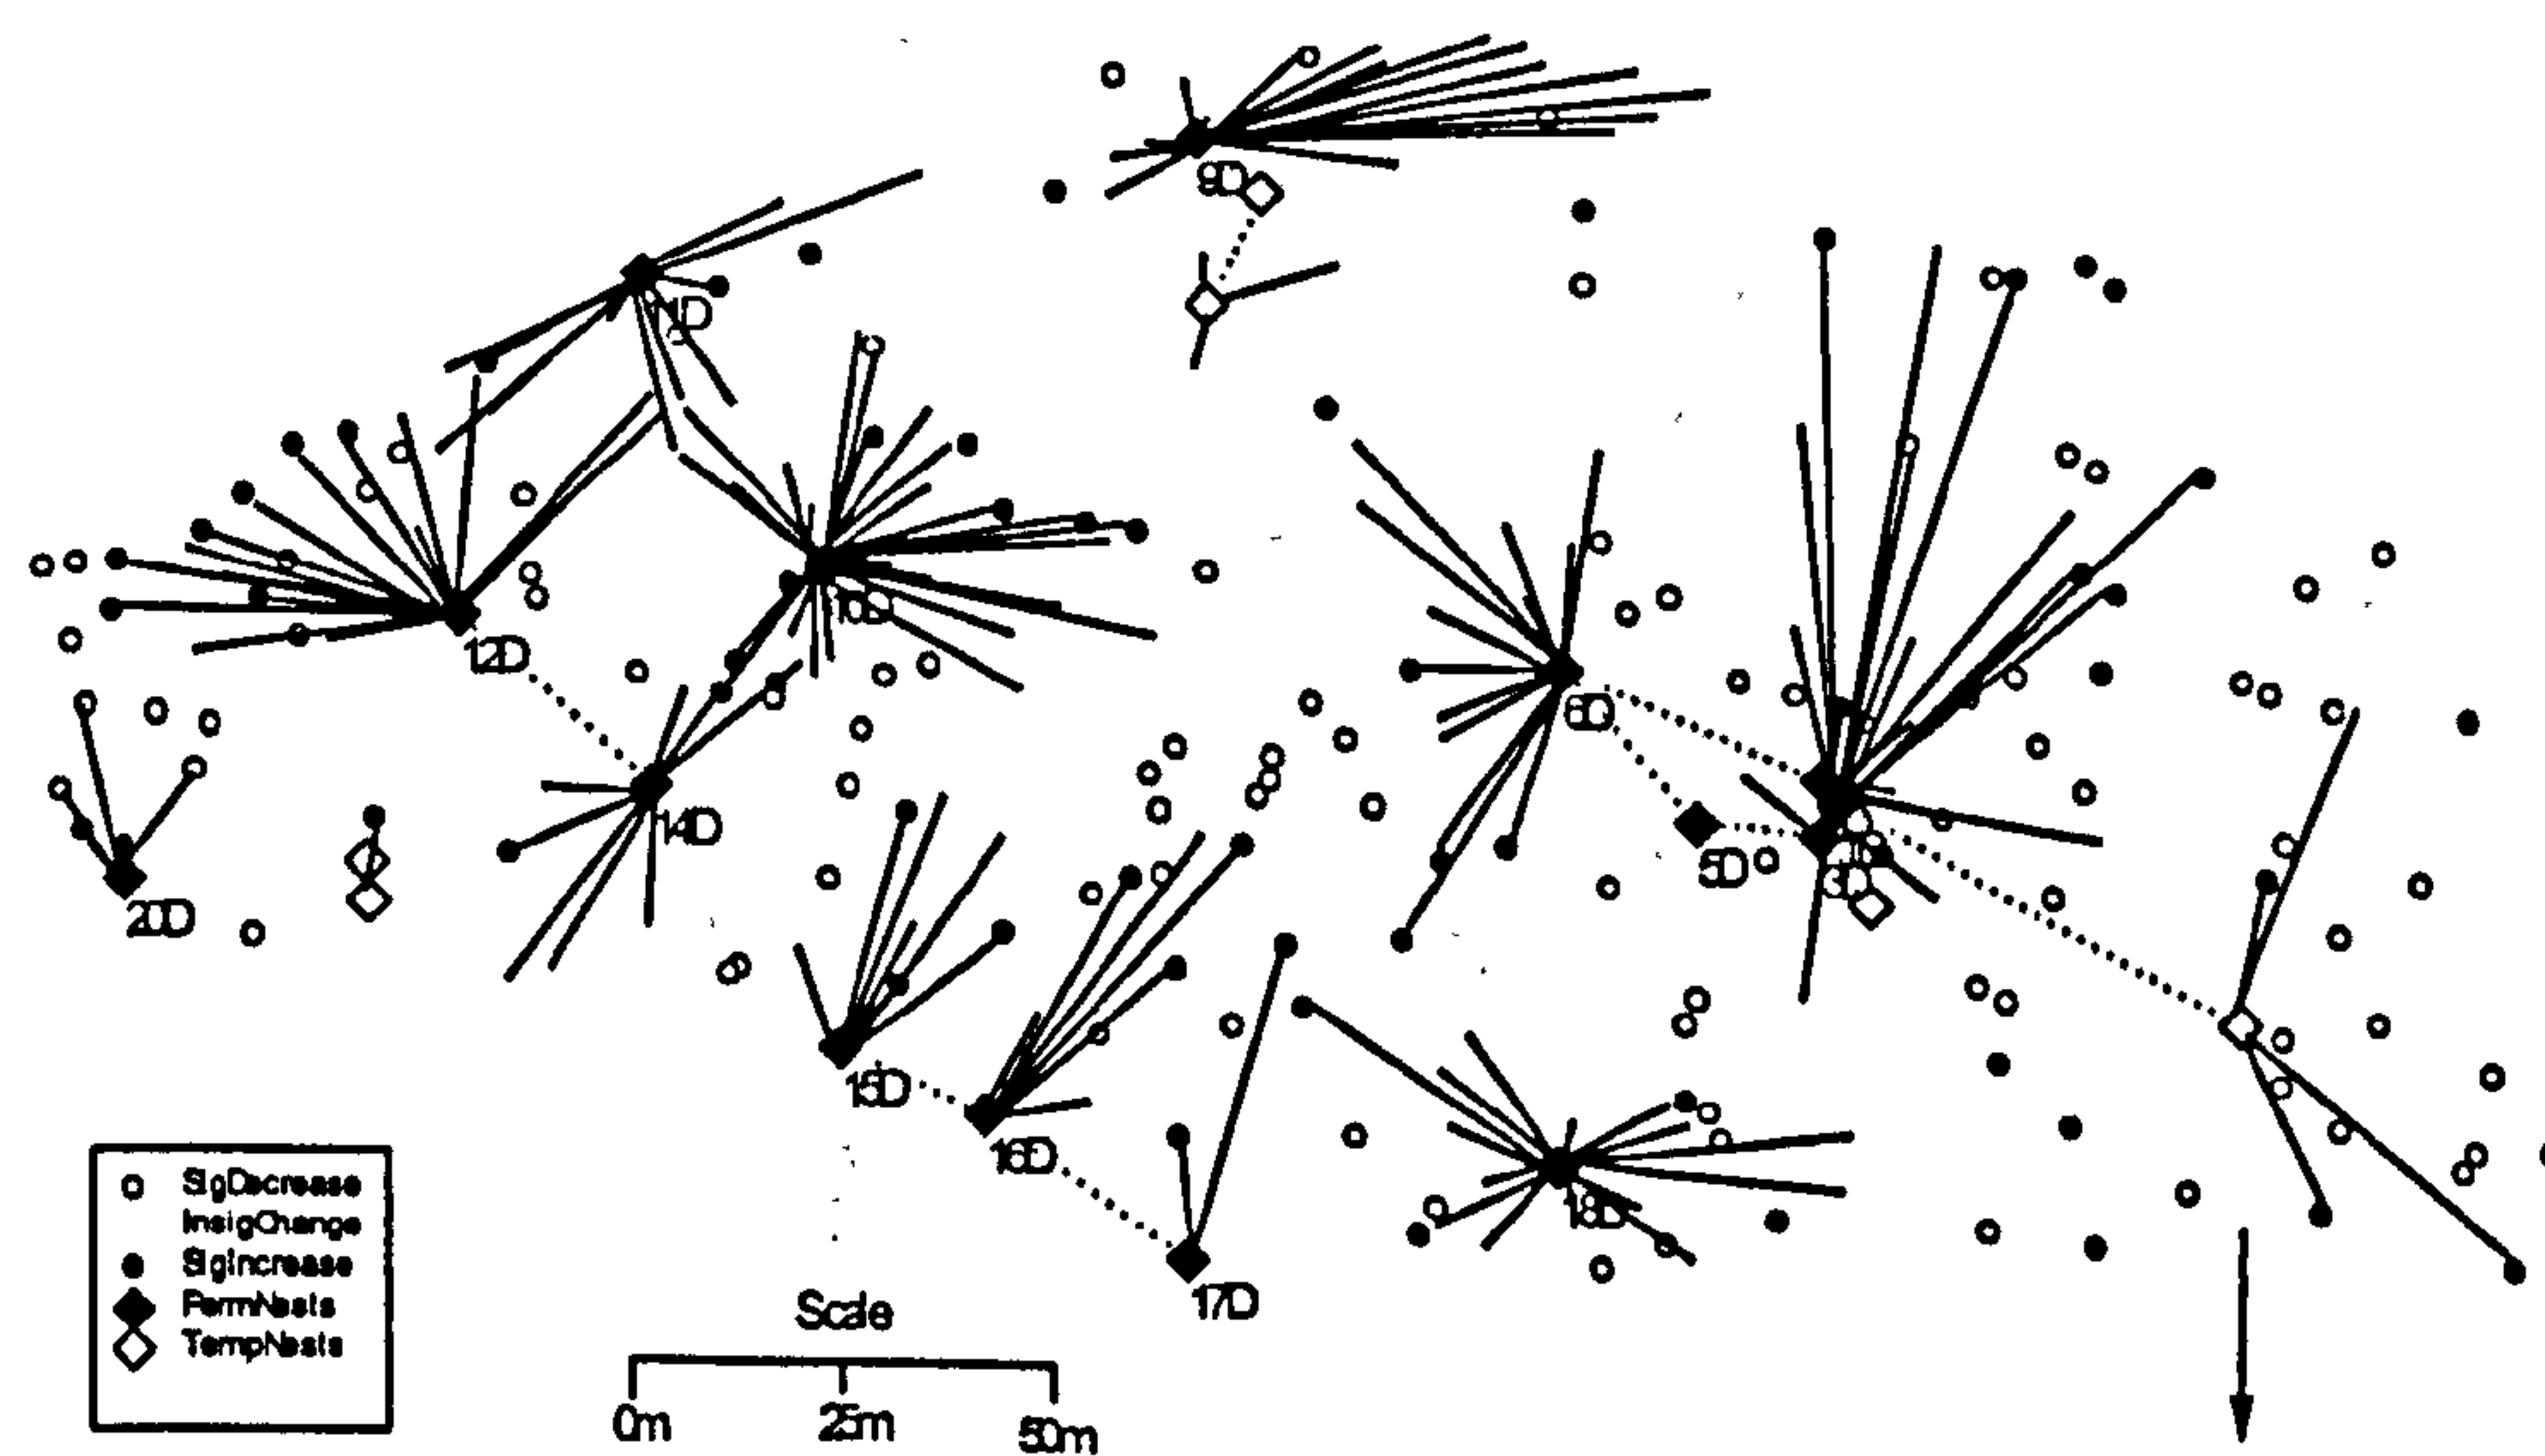 9D
11D
10D
12D
6D
14D
5D
3D
20D
15D
16D
18D
17D
SigDecrease
InsigChange
SigIncrease
PermNests
TempNests
Scale
0m 25m 50m